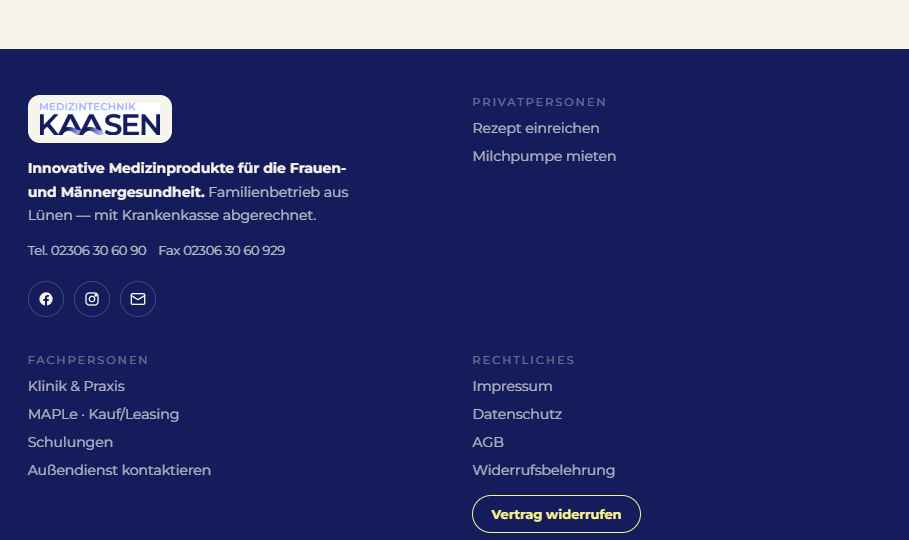 MEDIZINTECHNIK
KAASEN
Innovative Medizinprodukte für die Frauen-
und Männergesundheit. Familienbetrieb aus
Lünen — mit Krankenkasse abgerechnet.
Tel. 02306 30 60 90 Fax 02306 30 60 929
PRIVATPERSONEN
Rezept einreichen
Milchpumpe mieten
FACHPERSONEN
Klinik & Praxis
MAPLe · Kauf/Leasing
Schulungen
Außendienst kontaktieren
RECHTLICHES
Impressum
Datenschutz
AGB
Widerrufsbelehrung
Vertrag widerrufen